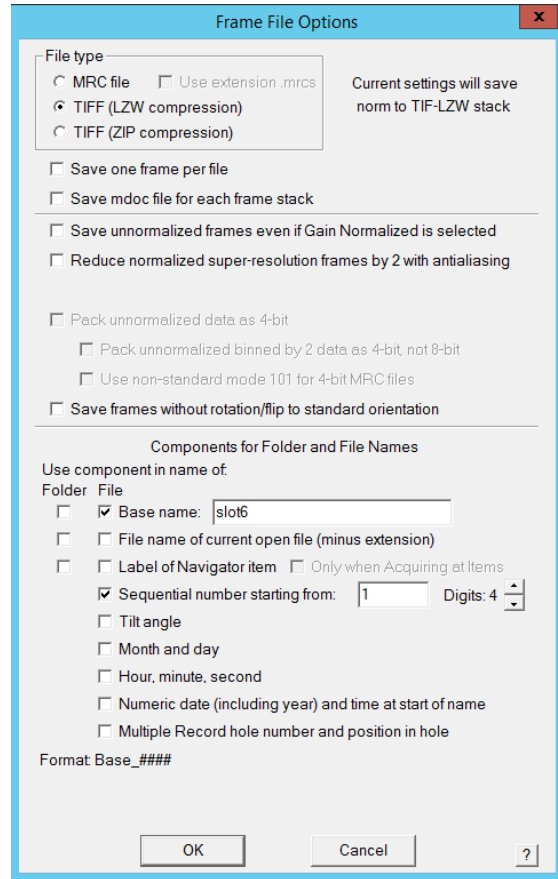 Frame File Options
x
File type
MRC file Use extension .mrcs
TIFF (LZW compression)
TIFF (ZIP compression)
Current settings will save
norm to TIF-LZW stack
Save one frame per file
Save mdoc file for each frame stack
Save unnormalized frames even if Gain Normalized is selected
Reduce normalized super-resolution frames by 2 with antialiasing
Pack unnormalized data as 4-bit
Pack unnormalized binned by 2 data as 4-bit, not 8-bit
Use non-standard mode 101 for 4-bit MRC files
Save frames without rotation/flip to standard orientation
Components for Folder and File Names
Use component in name of:
Folder File
Base name: slot6
File name of current open file (minus extension)
Label of Navigator item Only when Acquiring at Items
Sequential number starting from: 1 Digits: 4
Tilt angle
Month and day
Hour, minute, second
Numeric date (including year) and time at start of name
Multiple Record hole number and position in hole
Format: Base_####
OK Cancel ?